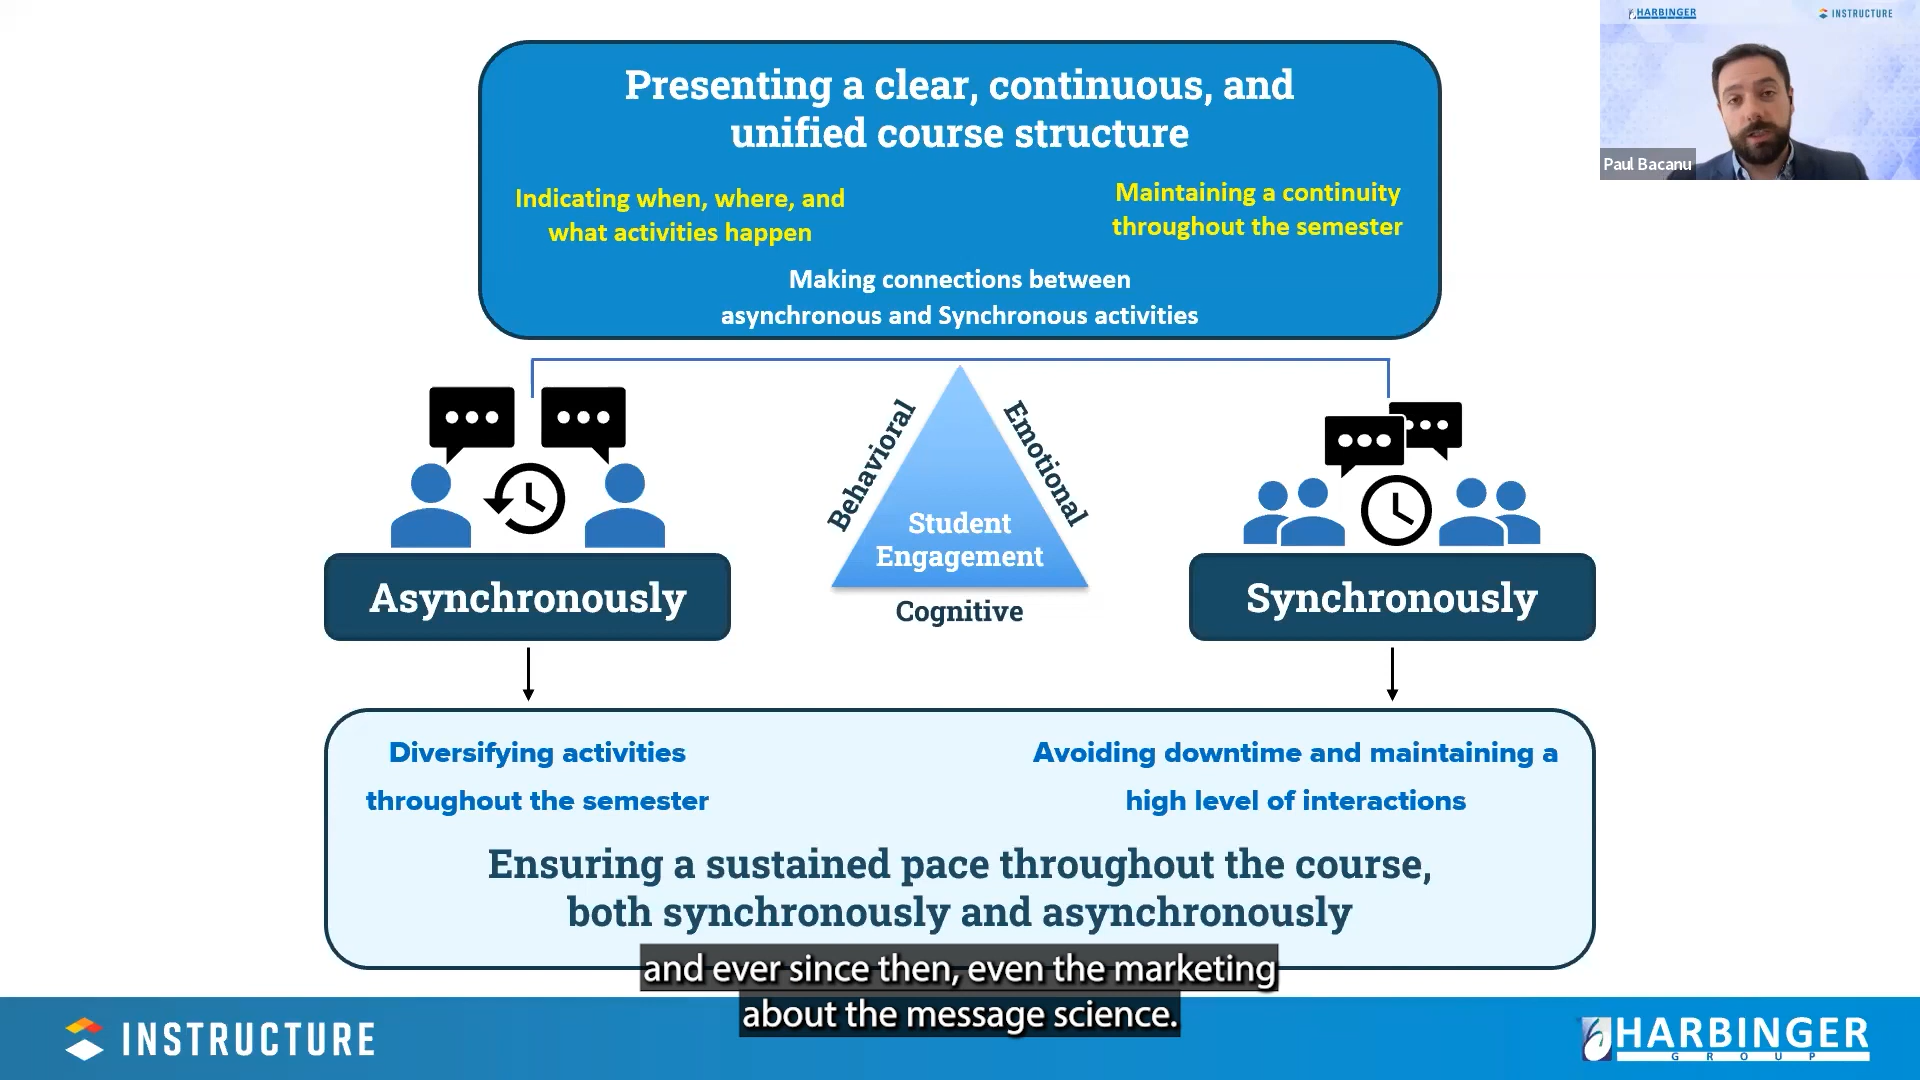 HARBINGER
INSTRUCTURE
Paul Bacanu
Presenting a clear, continuous, and
unified course structure
Indicating when, where, and
what activities happen
Maintaining a continuity
throughout the semester
Making connections between
asynchronous and Synchronous activities
Behavioral
Emotional
Student
Engagement
Cognitive
Asynchronously
Synchronously
Diversifying activities
throughout the semester
Avoiding downtime and maintaining a
high level of interactions
Ensuring a sustained pace throughout the course,
both synchronously and asynchronously
and ever since then, even the marketing
about the message science.
INSTRUCTURE
HARBINGER
GROUP